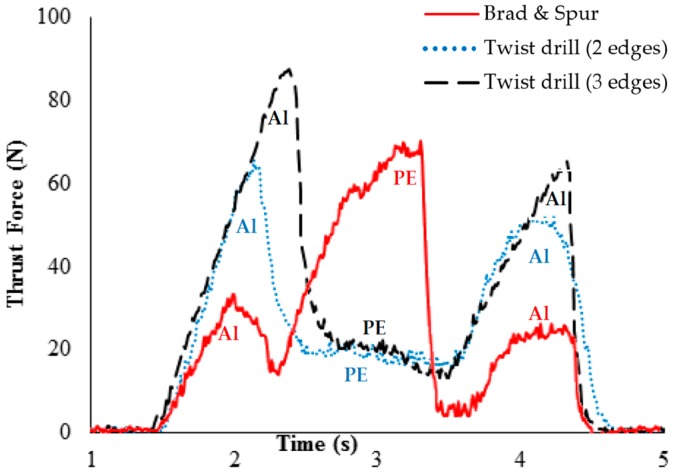 100
Brad & Spur
Twist drill (2 edges)
Twist drill (3 edges)
80
60
40
20
0
Thrust Force (N)
Al
Al
Al
PE
PE
PE
Al
Al
Al
Time (s)
1 2 3 4 5